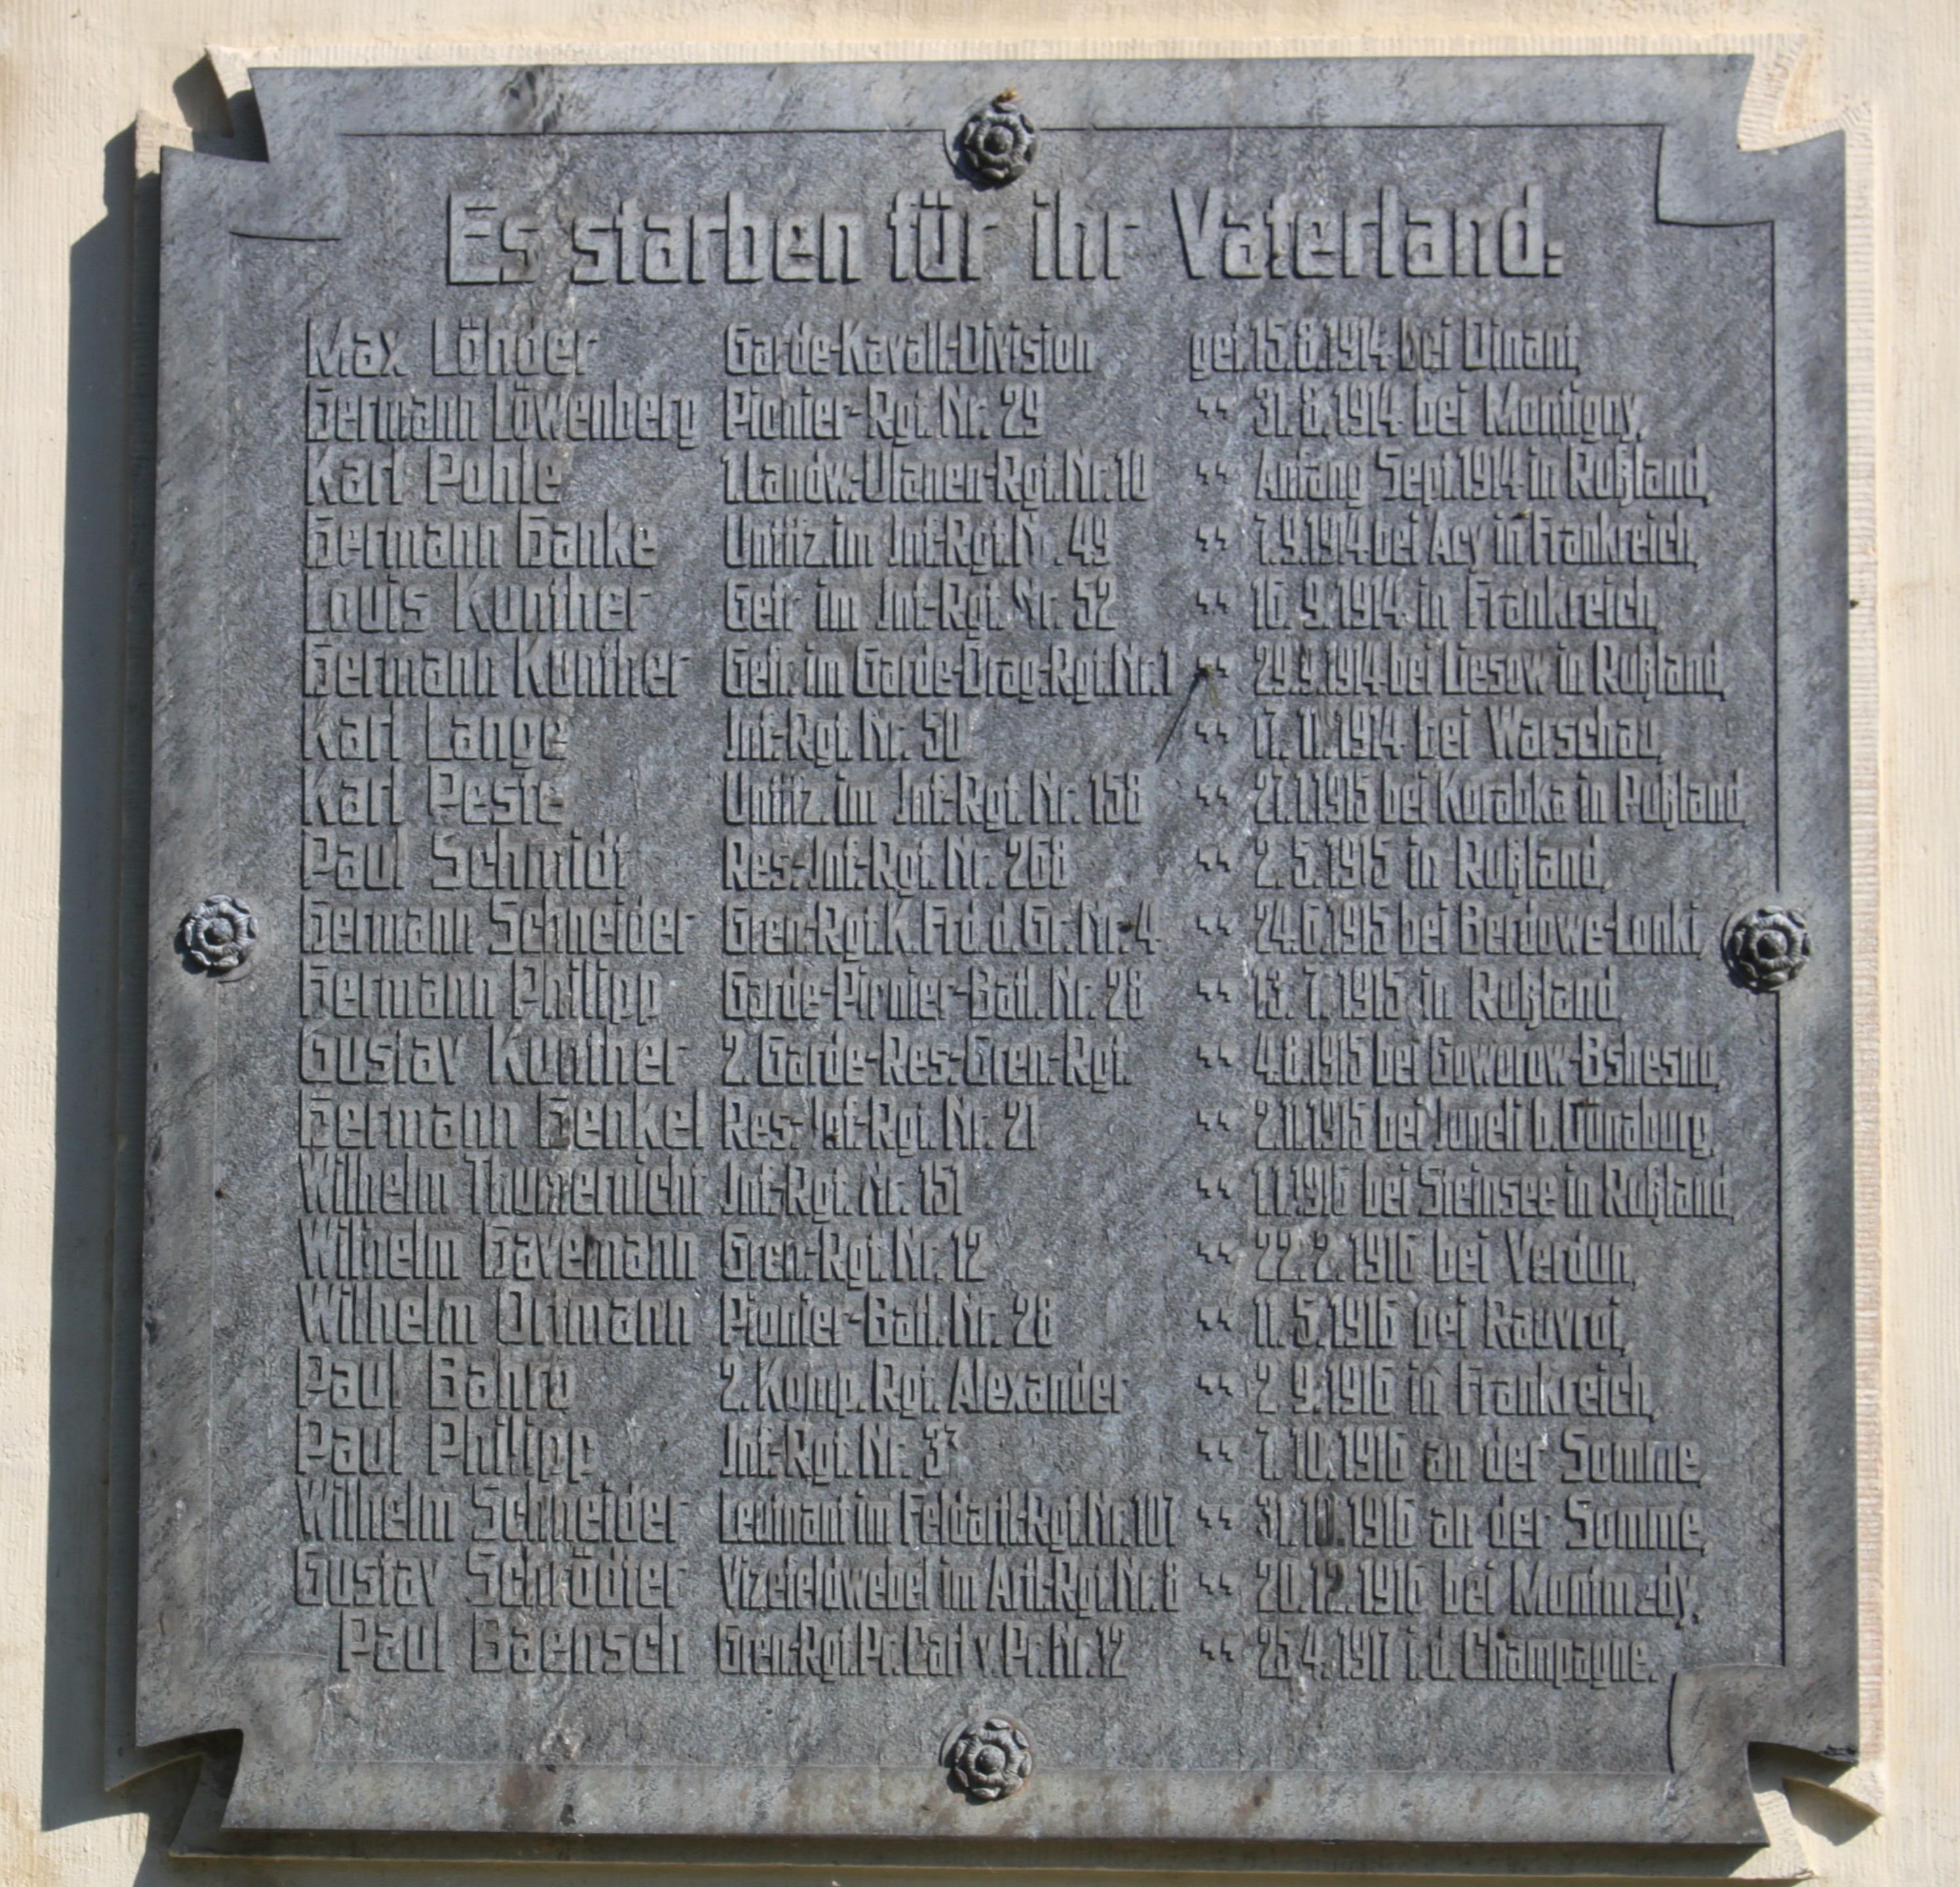 Es starben für ihr Vaterland:
Max Löhder Garde-Kavall.-Division gef. 15.8.1914 bei Dinant,
Hermann Löwenberg Pionier-Rgt. Nr. 29 " 31.8.1914 bei Montigny,
Karl Pohle 1. Landw.-Ulanen-Rgt. Nr. 10 " Anfang Sept. 1914 in Rußland,
Hermann Hanke Untffz. im Inf.-Rgt. Nr. 49 " 7.9.1914 bei Acy in Frankreich,
Louis Künther Gefr. im Inf.-Rgt. Nr. 52 " 16.9.1914 in Frankreich,
Hermann Künther Gefr. im Garde-Drag.-Rgt. Nr. 1 " 29.9.1914 bei Liesow in Rußland,
Karl Lange Inf.-Rgt. Nr. 50 " 17.11.1914 bei Warschau,
Karl Peste Untffz. im Inf.-Rgt. Nr. 158 " 27.1.1915 bei Korabka in Rußland,
Paul Schmidt Res.-Inf.-Rgt. Nr. 268 " 2.5.1915 in Rußland,
Hermann Schneider Gren.-Rgt. K. Frd. d. Gr. Nr. 4 " 24.6.1915 bei Berdowe-Lonki,
Hermann Philipp Garde-Pionier-Batl. Nr. 28 " 13.7.1915 in Rußland,
Gustav Künther 2. Garde-Res.-Gren.-Rgt. " 4.8.1915 bei Goworow-Bshesno,
Hermann Henkel Res.-Inf.-Rgt. Nr. 21 " 2.11.1915 bei Juneli b. Dünaburg,
Wilhelm Thumernicht Inf.-Rgt. Nr. 151 " 1.1.1916 bei Steinsee in Rußland,
Wilhelm Havemann Gren.-Rgt. Nr. 12 " 22.2.1916 bei Verdun,
Wilhelm Ortmann Pionier-Batl. Nr. 28 " 11.5.1916 bei Rauvroi,
Paul Bahro 2. Komp. Rgt. Alexander " 2.9.1916 in Frankreich,
Paul Philipp Inf.-Rgt. Nr. " 7.10.1916 an der Somme,
Wilhelm Schneider Leutnant im Feldartl.-Rgt. Nr. 107 " 31.10.1916 an der Somme,
Gustav Schrödter Vizefeldwebel im Artl.-Rgt. Nr. 8 " 20.12.1916 bei Montmedy,
Paul Baensch Gren.-Rgt. Pr. Carl v. Pr. Nr. 12 " 25.4.1917 i. d. Champagne.